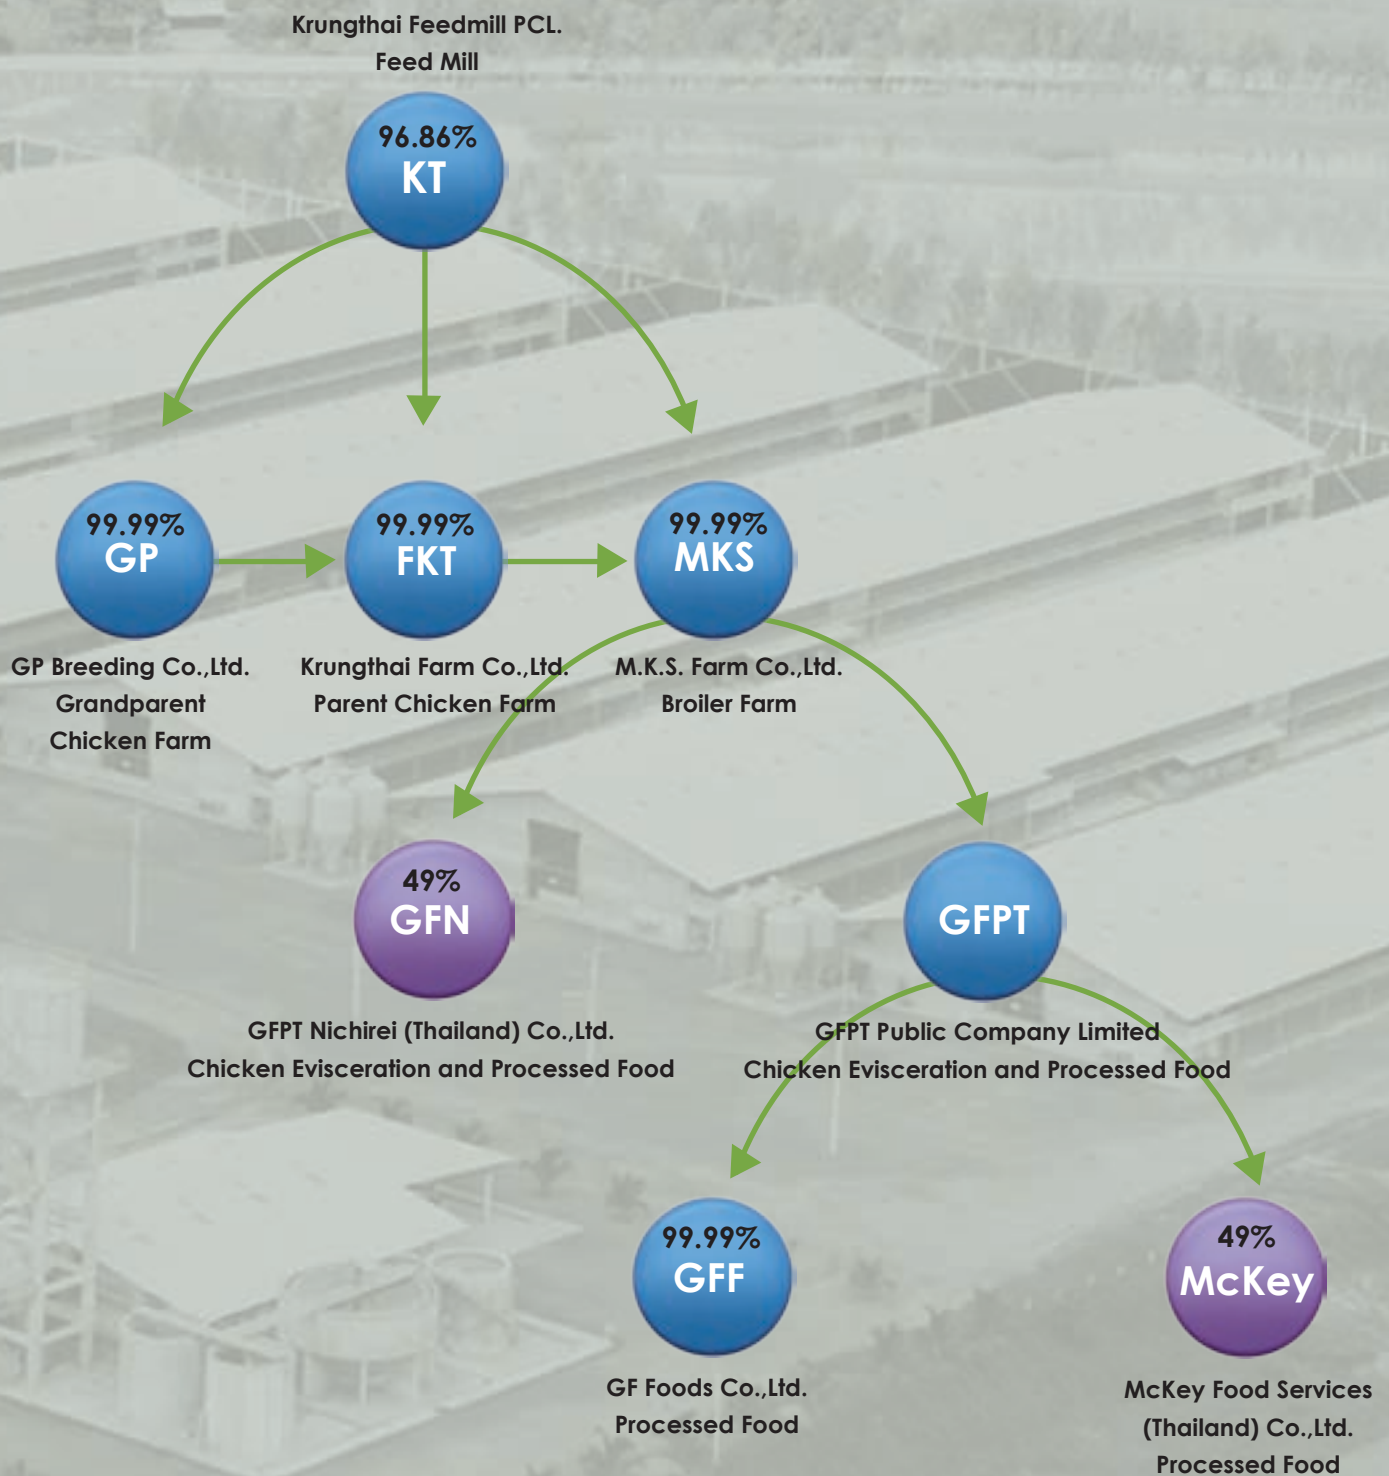 Krungthai Feedmill PCL.
Feed Mill
96.86%
KT
99.99%
GP
99.99%
FKT
99.99%
MKS
GP Breeding Co.,Ltd.
Grandparent
Chicken Farm
Krungthai Farm Co.,Ltd.
Parent Chicken Farm
M.K.S. Farm Co.,Ltd.
Broiler Farm
49%
GFN
GFPT
GFPT Nichirei (Thailand) Co.,Ltd.
Chicken Evisceration and Processed Food
GFPT Public Company Limited
Chicken Evisceration and Processed Food
99.99%
GFF
49%
McKey
GF Foods Co.,Ltd.
Processed Food
McKey Food Services
(Thailand) Co.,Ltd.
Processed Food